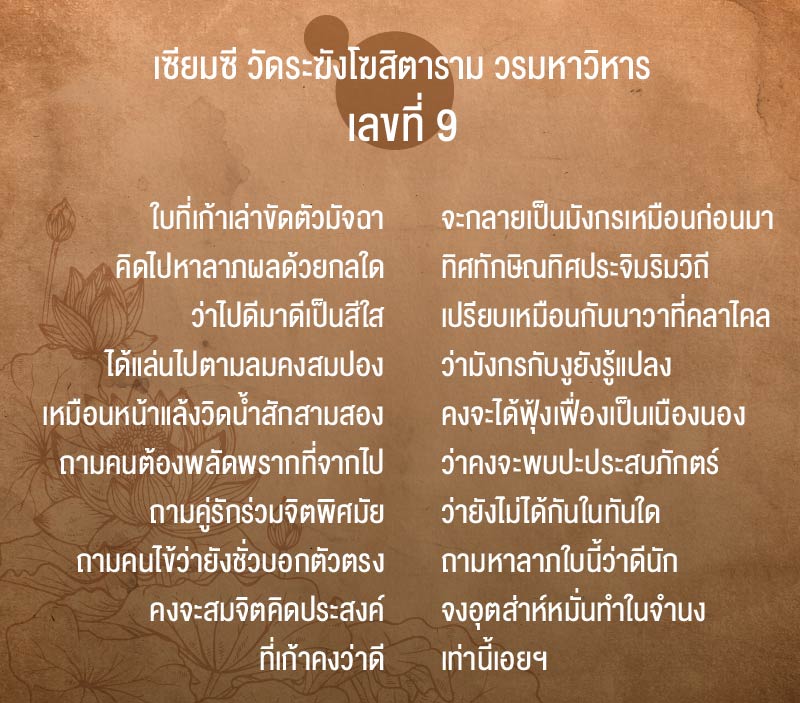 เซียมซี วัดระฆังโฆสิตาราม วรมหาวิหาร
เลขที่ 9
ใบที่เก้าเล่าขัดตัวมัจฉา จะกลายเป็นมังกรเหมือนก่อนมา
คิดไปหาลาภผลด้วยกลใด ทิศทักษิณทิศประจิมริมวิถี
ว่าไปดีมาดีเป็นสีใส เปรียบเหมือนกับนาวาที่คลาไคล
ได้แล่นไปตามลมคงสมปอง ว่ามังกรกับงูยังรู้แปลง
เหมือนหน้าแล้งวิดน้ำสักสามสอง คงจะได้ฟุ้งเฟื่องเป็นเนืองนอง
ถามคนต้องพลัดพรากที่จากไป ว่าคงจะพบปะประสบภักตร์
ถามคู่รักร่วมจิตพิศมัย ว่ายังไม่ได้กันในทันใด
ถามคนไข้ว่ายังชั่วบอกตัวตรง ถามหาลาภใบนี้ว่าดีนัก
คงจะสมจิตคิดประสงค์ จงอุตส่าห์หมั่นทำในจำนง
ที่เก้าคงว่าดี เท่านี้เอยฯ